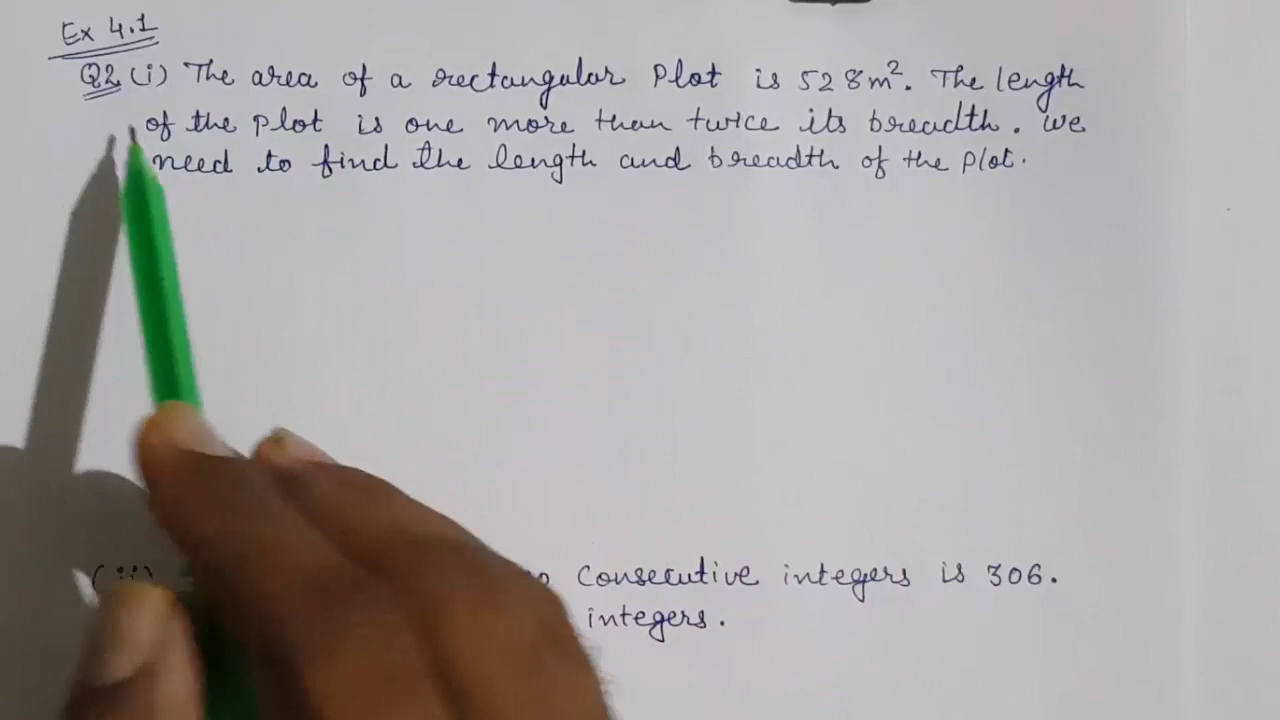 Ex 4.1
Q2 (i) The area of a rectangular Plot is 528m². The length
of the plot is one more than twice its breadth. We
need to find the length and breadth of the plot.
consecutive integers is 306.
integers.